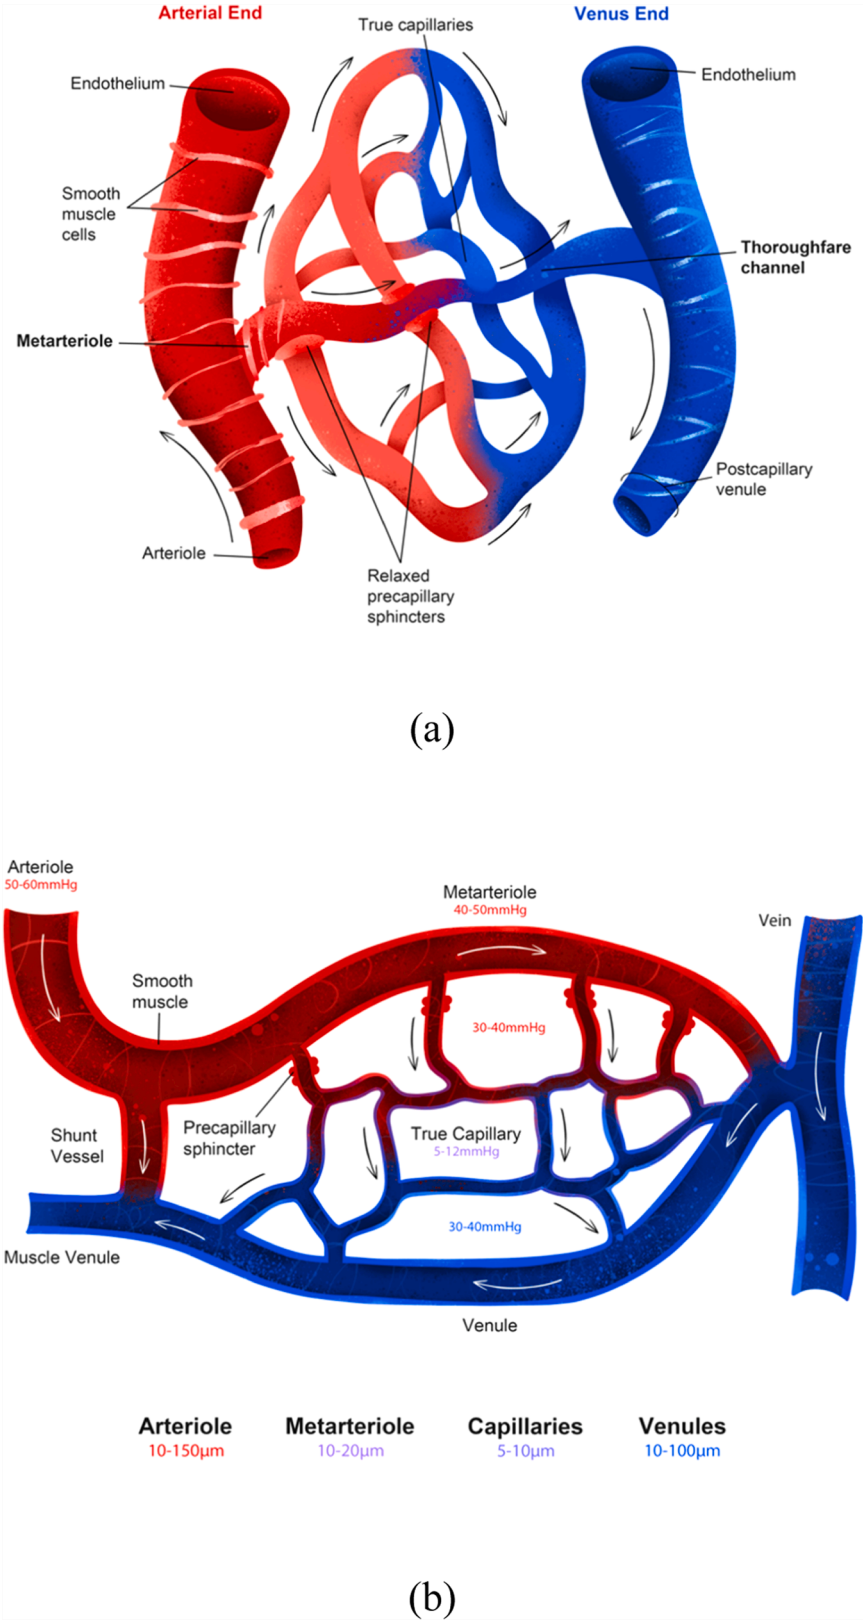 Arterial End
Venus End
True capillaries
Endothelium
Endothelium
Smooth
muscle
cells
Thoroughfare
channel
Metarteriole
Postcapillary
venule
Arteriole
Relaxed
precapillary
sphincters
(a)
Arteriole
50-60mmHg
Metarteriole
40-50mmHg
Vein
Smooth
muscle
30-40mmHg
Shunt
Vessel
Precapillary
sphincter
True Capillary
5-12mmHg
30-40mmHg
Muscle Venule
Venule
Arteriole
10-150μm
Metarteriole
10-20μm
Capillaries
5-10μm
Venules
10-100μm
(b)